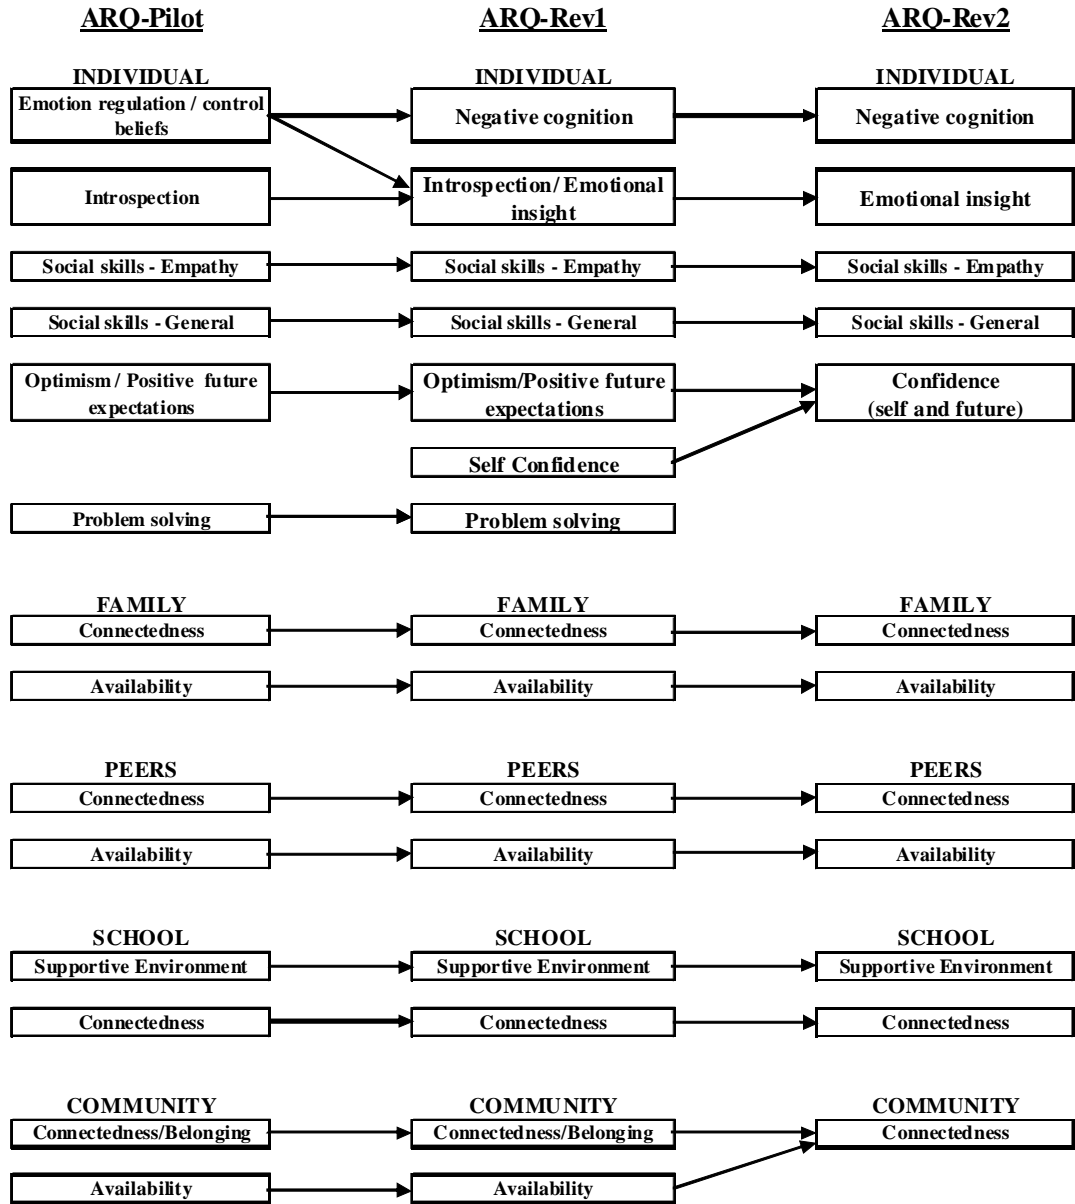 ARQ-Pilot ARQ-Rev1 ARQ-Rev2
INDIVIDUAL INDIVIDUAL INDIVIDUAL
Emotion regulation / control
beliefs
Negative cognition
Negative cognition
Introspection
Introspection/ Emotional
insight
Emotional insight
Social skills - Empathy Social skills - Empathy Social skills - Empathy
Social skills - General Social skills - General Social skills - General
Optimism / Positive future
expectations
Optimism/Positive future
expectations
Confidence
(self and future)
Self Confidence
Problem solving Problem solving
FAMILY FAMILY FAMILY
Connectedness Connectedness Connectedness
Availability Availability Availability
PEERS PEERS PEERS
Connectedness Connectedness Connectedness
Availability Availability Availability
SCHOOL SCHOOL SCHOOL
Supportive Environment Supportive Environment Supportive Environment
Connectedness Connectedness Connectedness
COMMUNITY COMMUNITY COMMUNITY
Connectedness/Belonging Connectedness/Belonging Connectedness
Availability Availability